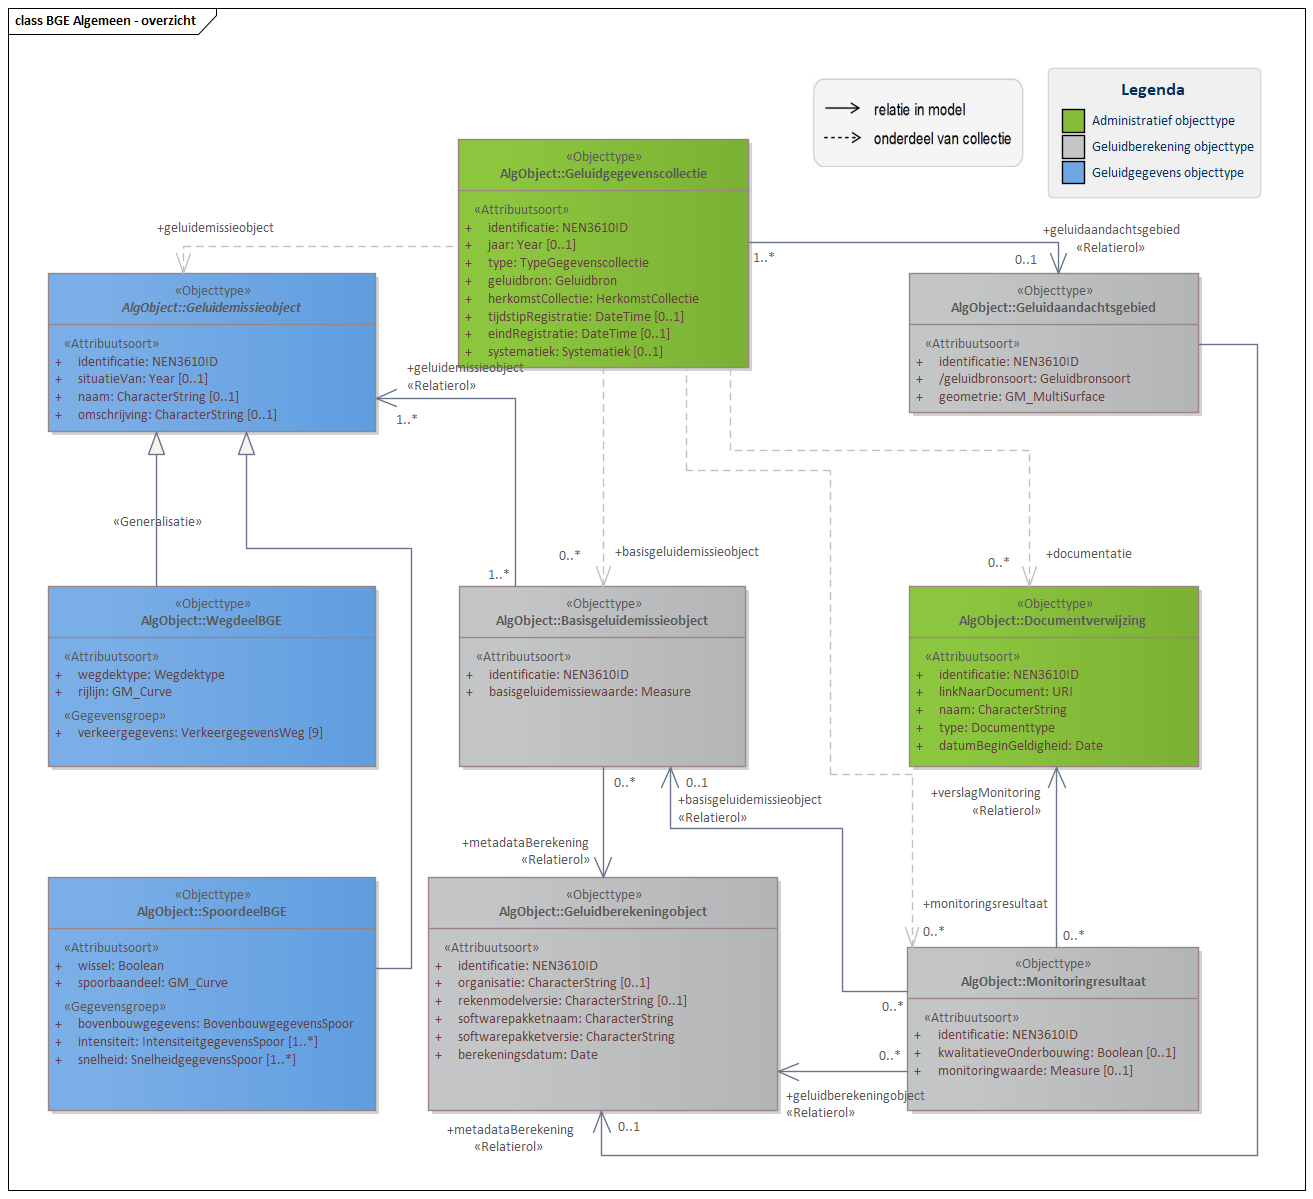 class BGE Algemeen - overzicht
relatie in model
onderdeel van collectie
Legenda
Administratief objecttype
Geluidberekening objecttype
Geluidgegevens objecttype
«Objecttype»
AlgObject::Geluidgegevenscollectie
«Attribuutsoort»
+ identificatie: NEN3610ID
+ jaar: Year [0..1]
+ type: TypeGegevenscollectie
+ geluidbron: Geluidbron
+ herkomstCollectie: HerkomstCollectie
+ tijdstipRegistratie: DateTime [0..1]
+ eindRegistratie: DateTime [0..1]
+ systematiek: Systematiek [0..1]
+geluidemissieobject
1..*
+geluidaandachtsgebied
«Relatierol»
0..1
«Objecttype»
AlgObject::Geluidemissieobject
«Attribuutsoort»
+ identificatie: NEN3610ID
+ situatieVan: Year [0..1]
+ naam: CharacterString [0..1]
+ omschrijving: CharacterString [0..1]
«Objecttype»
AlgObject::Geluidaandachtsgebied
«Attribuutsoort»
+ identificatie: NEN3610ID
+ /geluidbronsoort: Geluidbronsoort
+ geometrie: GM_MultiSurface
+geluidemissieobject
«Relatierol»
1..*
«Generalisatie»
1..*
0..*
+basisgeluidemissieobject
0..*
+documentatie
«Objecttype»
AlgObject::WegdeelBGE
«Attribuutsoort»
+ wegdektype: Wegdektype
+ rijlijn: GM_Curve
«Gegevensgroep»
+ verkeergegevens: VerkeergegevensWeg [9]
«Objecttype»
AlgObject::Basisgeluidemissieobject
«Attribuutsoort»
+ identificatie: NEN3610ID
+ basisgeluidemissiewaarde: Measure
«Objecttype»
AlgObject::Documentverwijzing
«Attribuutsoort»
+ identificatie: NEN3610ID
+ linkNaarDocument: URI
+ naam: CharacterString
+ type: Documenttype
+ datumBeginGeldigheid: Date
0..*
0..1
+basisgeluidemissieobject
«Relatierol»
+verslagMonitoring
«Relatierol»
+metadataBerekening
«Relatierol»
+monitoringsresultaat
0..*
0..*
«Objecttype»
AlgObject::SpoordeelBGE
«Attribuutsoort»
+ wissel: Boolean
+ spoorbaandeel: GM_Curve
«Gegevensgroep»
+ bovenbouwgegevens: BovenbouwgegevensSpoor
+ intensiteit: IntensiteitgegevensSpoor [1..*]
+ snelheid: SnelheidgegevensSpoor [1..*]
«Objecttype»
AlgObject::Geluidberekeningobject
«Attribuutsoort»
+ identificatie: NEN3610ID
+ organisatie: CharacterString [0..1]
+ rekenmodelversie: CharacterString [0..1]
+ softwarepakketnaam: CharacterString
+ softwarepakketversie: CharacterString
+ berekeningsdatum: Date
«Objecttype»
AlgObject::Monitoringresultaat
«Attribuutsoort»
+ identificatie: NEN3610ID
+ kwalitatieveOnderbouwing: Boolean [0..1]
+ monitoringwaarde: Measure [0..1]
0..*
0..*
+geluidberekeningobject
«Relatierol»
+metadataBerekening
«Relatierol»
0..1